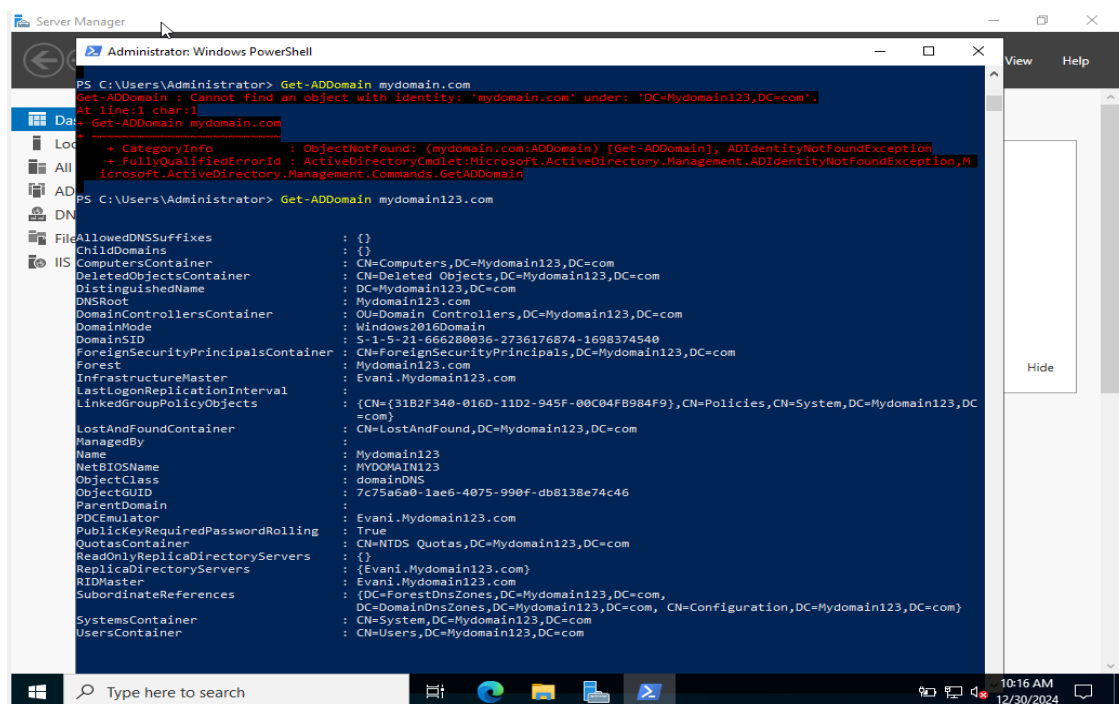 Server Manager
Administrator: Windows PowerShell
View Help
PS C:\Users\Administrator> Get-ADDomain mydomain.com
Get-ADDomain : Cannot find an object with identity: 'mydomain.com' under: 'DC=Mydomain123,DC=com'.
At line:1 char:1
+ Get-ADDomain mydomain.com
+ ~~~~~~~~~~~~~~~~~~~~~~~~~
+ CategoryInfo : ObjectNotFound: (mydomain.com:ADDomain) [Get-ADDomain], ADIdentityNotFoundException
+ FullyQualifiedErrorId : ActiveDirectoryCmdlet:Microsoft.ActiveDirectory.Management.ADIdentityNotFoundException,M
icrosoft.ActiveDirectory.Management.Commands.GetADDomain
PS C:\Users\Administrator> Get-ADDomain mydomain123.com
Da
Loc
All
AD
DN
File
IIS
AllowedDNSSuffixes : {}
ChildDomains : {}
ComputersContainer : CN=Computers,DC=Mydomain123,DC=com
DeletedObjectsContainer : CN=Deleted Objects,DC=Mydomain123,DC=com
DistinguishedName : DC=Mydomain123,DC=com
DNSRoot : Mydomain123.com
DomainControllersContainer : OU=Domain Controllers,DC=Mydomain123,DC=com
DomainMode : Windows2016Domain
DomainSID : S-1-5-21-666280036-2736176874-1698374540
ForeignSecurityPrincipalsContainer : CN=ForeignSecurityPrincipals,DC=Mydomain123,DC=com
Forest : Mydomain123.com
InfrastructureMaster : Evani.Mydomain123.com
LastLogonReplicationInterval :
LinkedGroupPolicyObjects : {CN={31B2F340-016D-11D2-945F-00C04FB984F9},CN=Policies,CN=System,DC=Mydomain123,DC
=com}
LostAndFoundContainer : CN=LostAndFound,DC=Mydomain123,DC=com
ManagedBy :
Name : Mydomain123
NetBIOSName : MYDOMAIN123
ObjectClass : domainDNS
ObjectGUID : 7c75a6a0-1ae6-4075-990f-db8138e74c46
ParentDomain :
PDCEmulator : Evani.Mydomain123.com
PublicKeyRequiredPasswordRolling : True
QuotasContainer : CN=NTDS Quotas,DC=Mydomain123,DC=com
ReadOnlyReplicaDirectoryServers : {}
ReplicaDirectoryServers : {Evani.Mydomain123.com}
RIDMaster : Evani.Mydomain123.com
SubordinateReferences : {DC=ForestDnsZones,DC=Mydomain123,DC=com,
DC=DomainDnsZones,DC=Mydomain123,DC=com, CN=Configuration,DC=Mydomain123,DC=com}
SystemsContainer : CN=System,DC=Mydomain123,DC=com
UsersContainer : CN=Users,DC=Mydomain123,DC=com
Hide
Type here to search
10:16 AM
12/30/2024